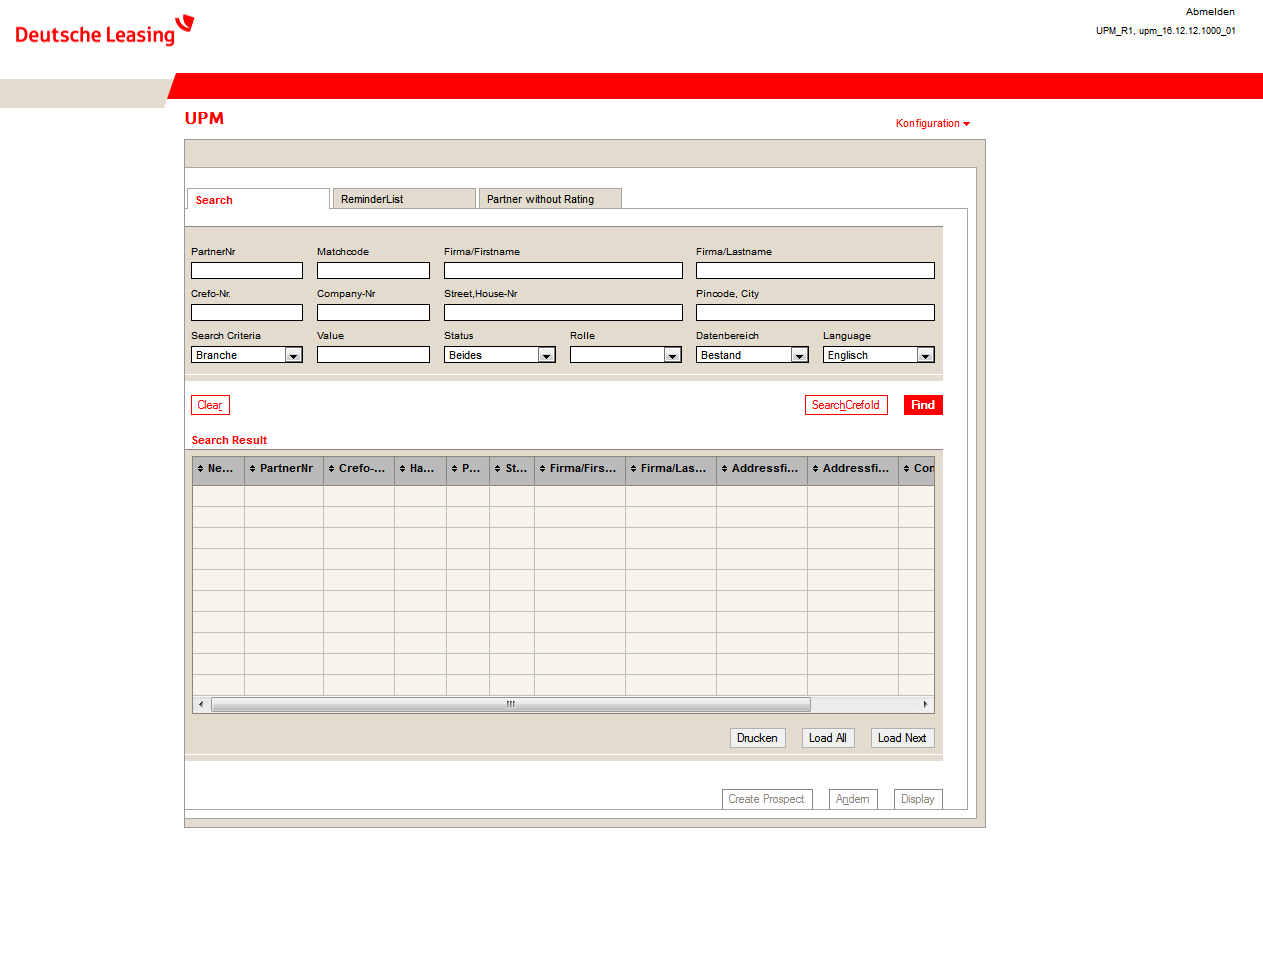 Abmelden
Deutsche Leasing
UPM_R1, upm_16.12.12.1000_01
UPM
Konfiguration
Search ReminderList Partner without Rating
PartnerNr Matchcode Firma/Firstname Firma/Lastname
Crefo-Nr. Company-Nr Street,House-Nr Pincode, City
Search Criteria Value Status Rolle Datenbereich Language
Branche Beides Bestand Englisch
Clear SearchCrefoId Find
Search Result
Ne... PartnerNr Crefo-... Ha... P... St... Firma/Firs... Firma/Las... Addressfi... Addressfi... Con
Drucken Load All Load Next
Create Prospect Andern Display